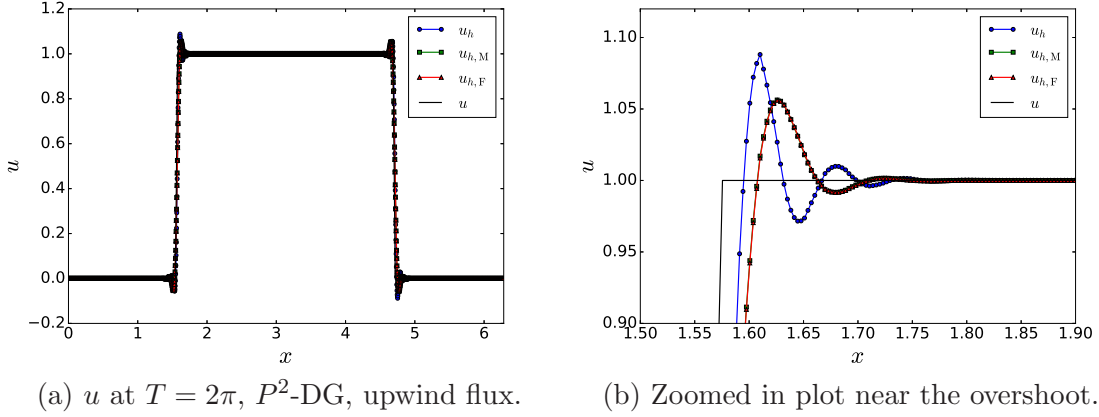 1.2
1.0
0.8
0.6
0.4
0.2
0.0
−0.2
u
0 1 2 3 4 5 6
x
u_h
u_{h,M}
u_{h,F}
u
1.10
1.05
1.00
0.95
0.90
u
1.50 1.55 1.60 1.65 1.70 1.75 1.80 1.85 1.90
x
u_h
u_{h,M}
u_{h,F}
u
(a) u at T = 2π, P²-DG, upwind flux.
(b) Zoomed in plot near the overshoot.